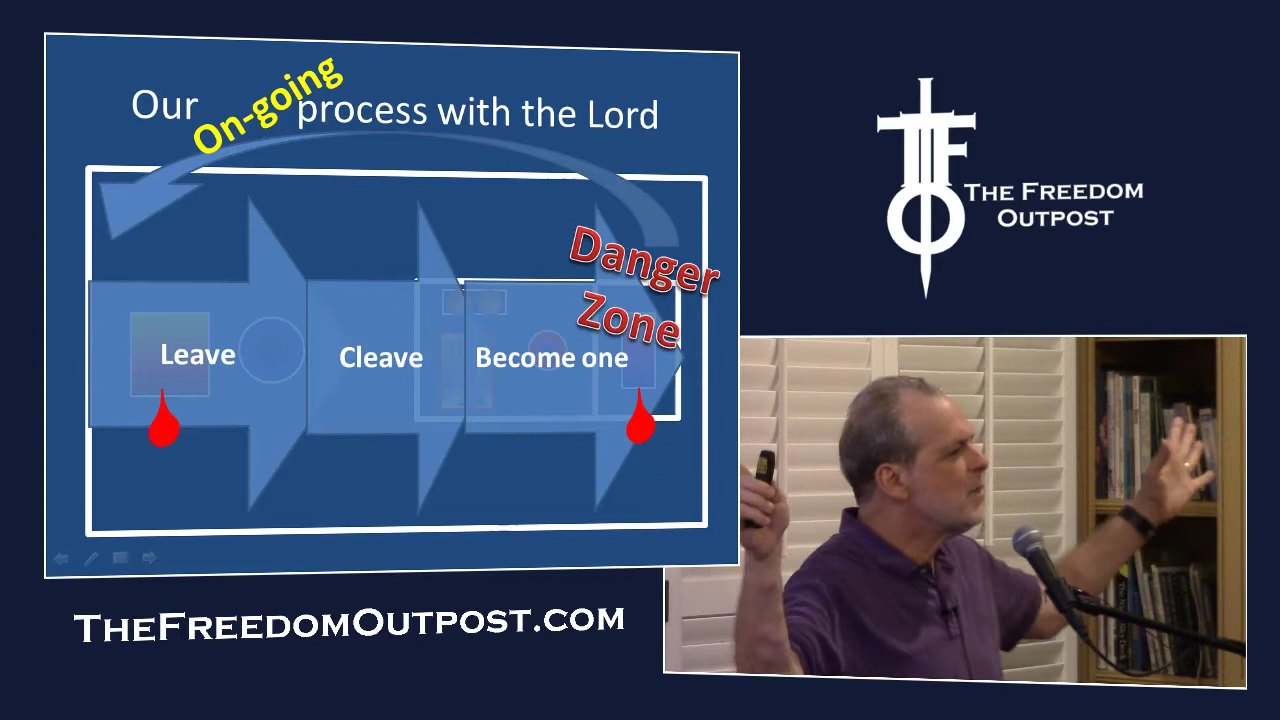 Our On-going process with the Lord
Danger
Zone
Leave
Cleave
Become one
THE FREEDOM
OUTPOST
THEFREEDOMOUTPOST.COM